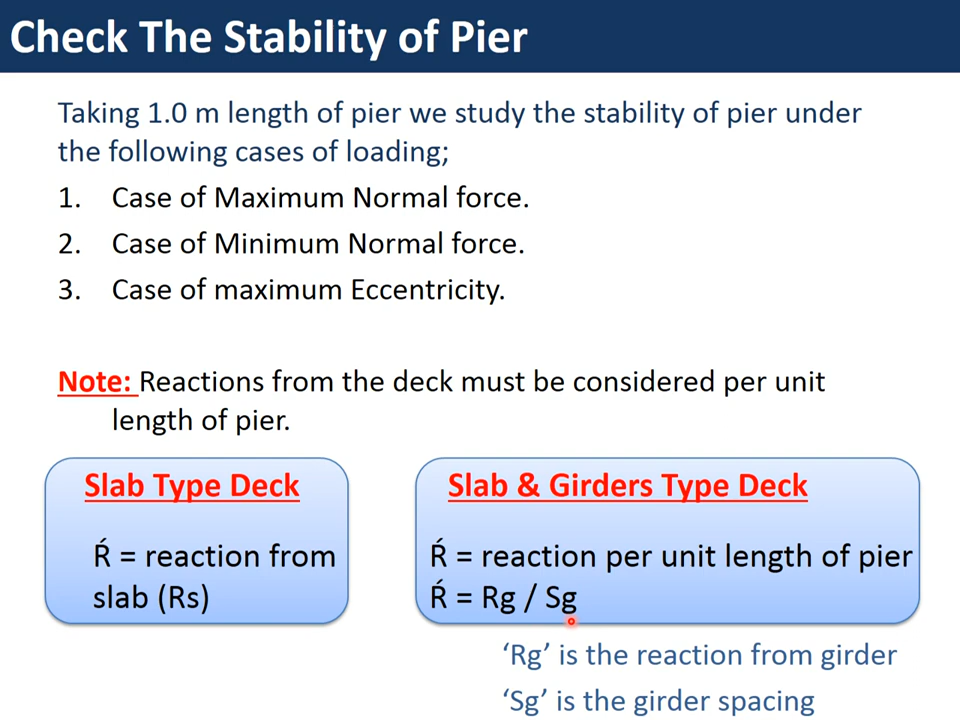 Check The Stability of Pier
Taking 1.0 m length of pier we study the stability of pier under
the following cases of loading;
1. Case of Maximum Normal force.
2. Case of Minimum Normal force.
3. Case of maximum Eccentricity.
Note: Reactions from the deck must be considered per unit
length of pier.
Slab Type Deck
Ŕ = reaction from
slab (Rs)
Slab & Girders Type Deck
Ŕ = reaction per unit length of pier
Ŕ = Rg / Sg
‘Rg’ is the reaction from girder
‘Sg’ is the girder spacing